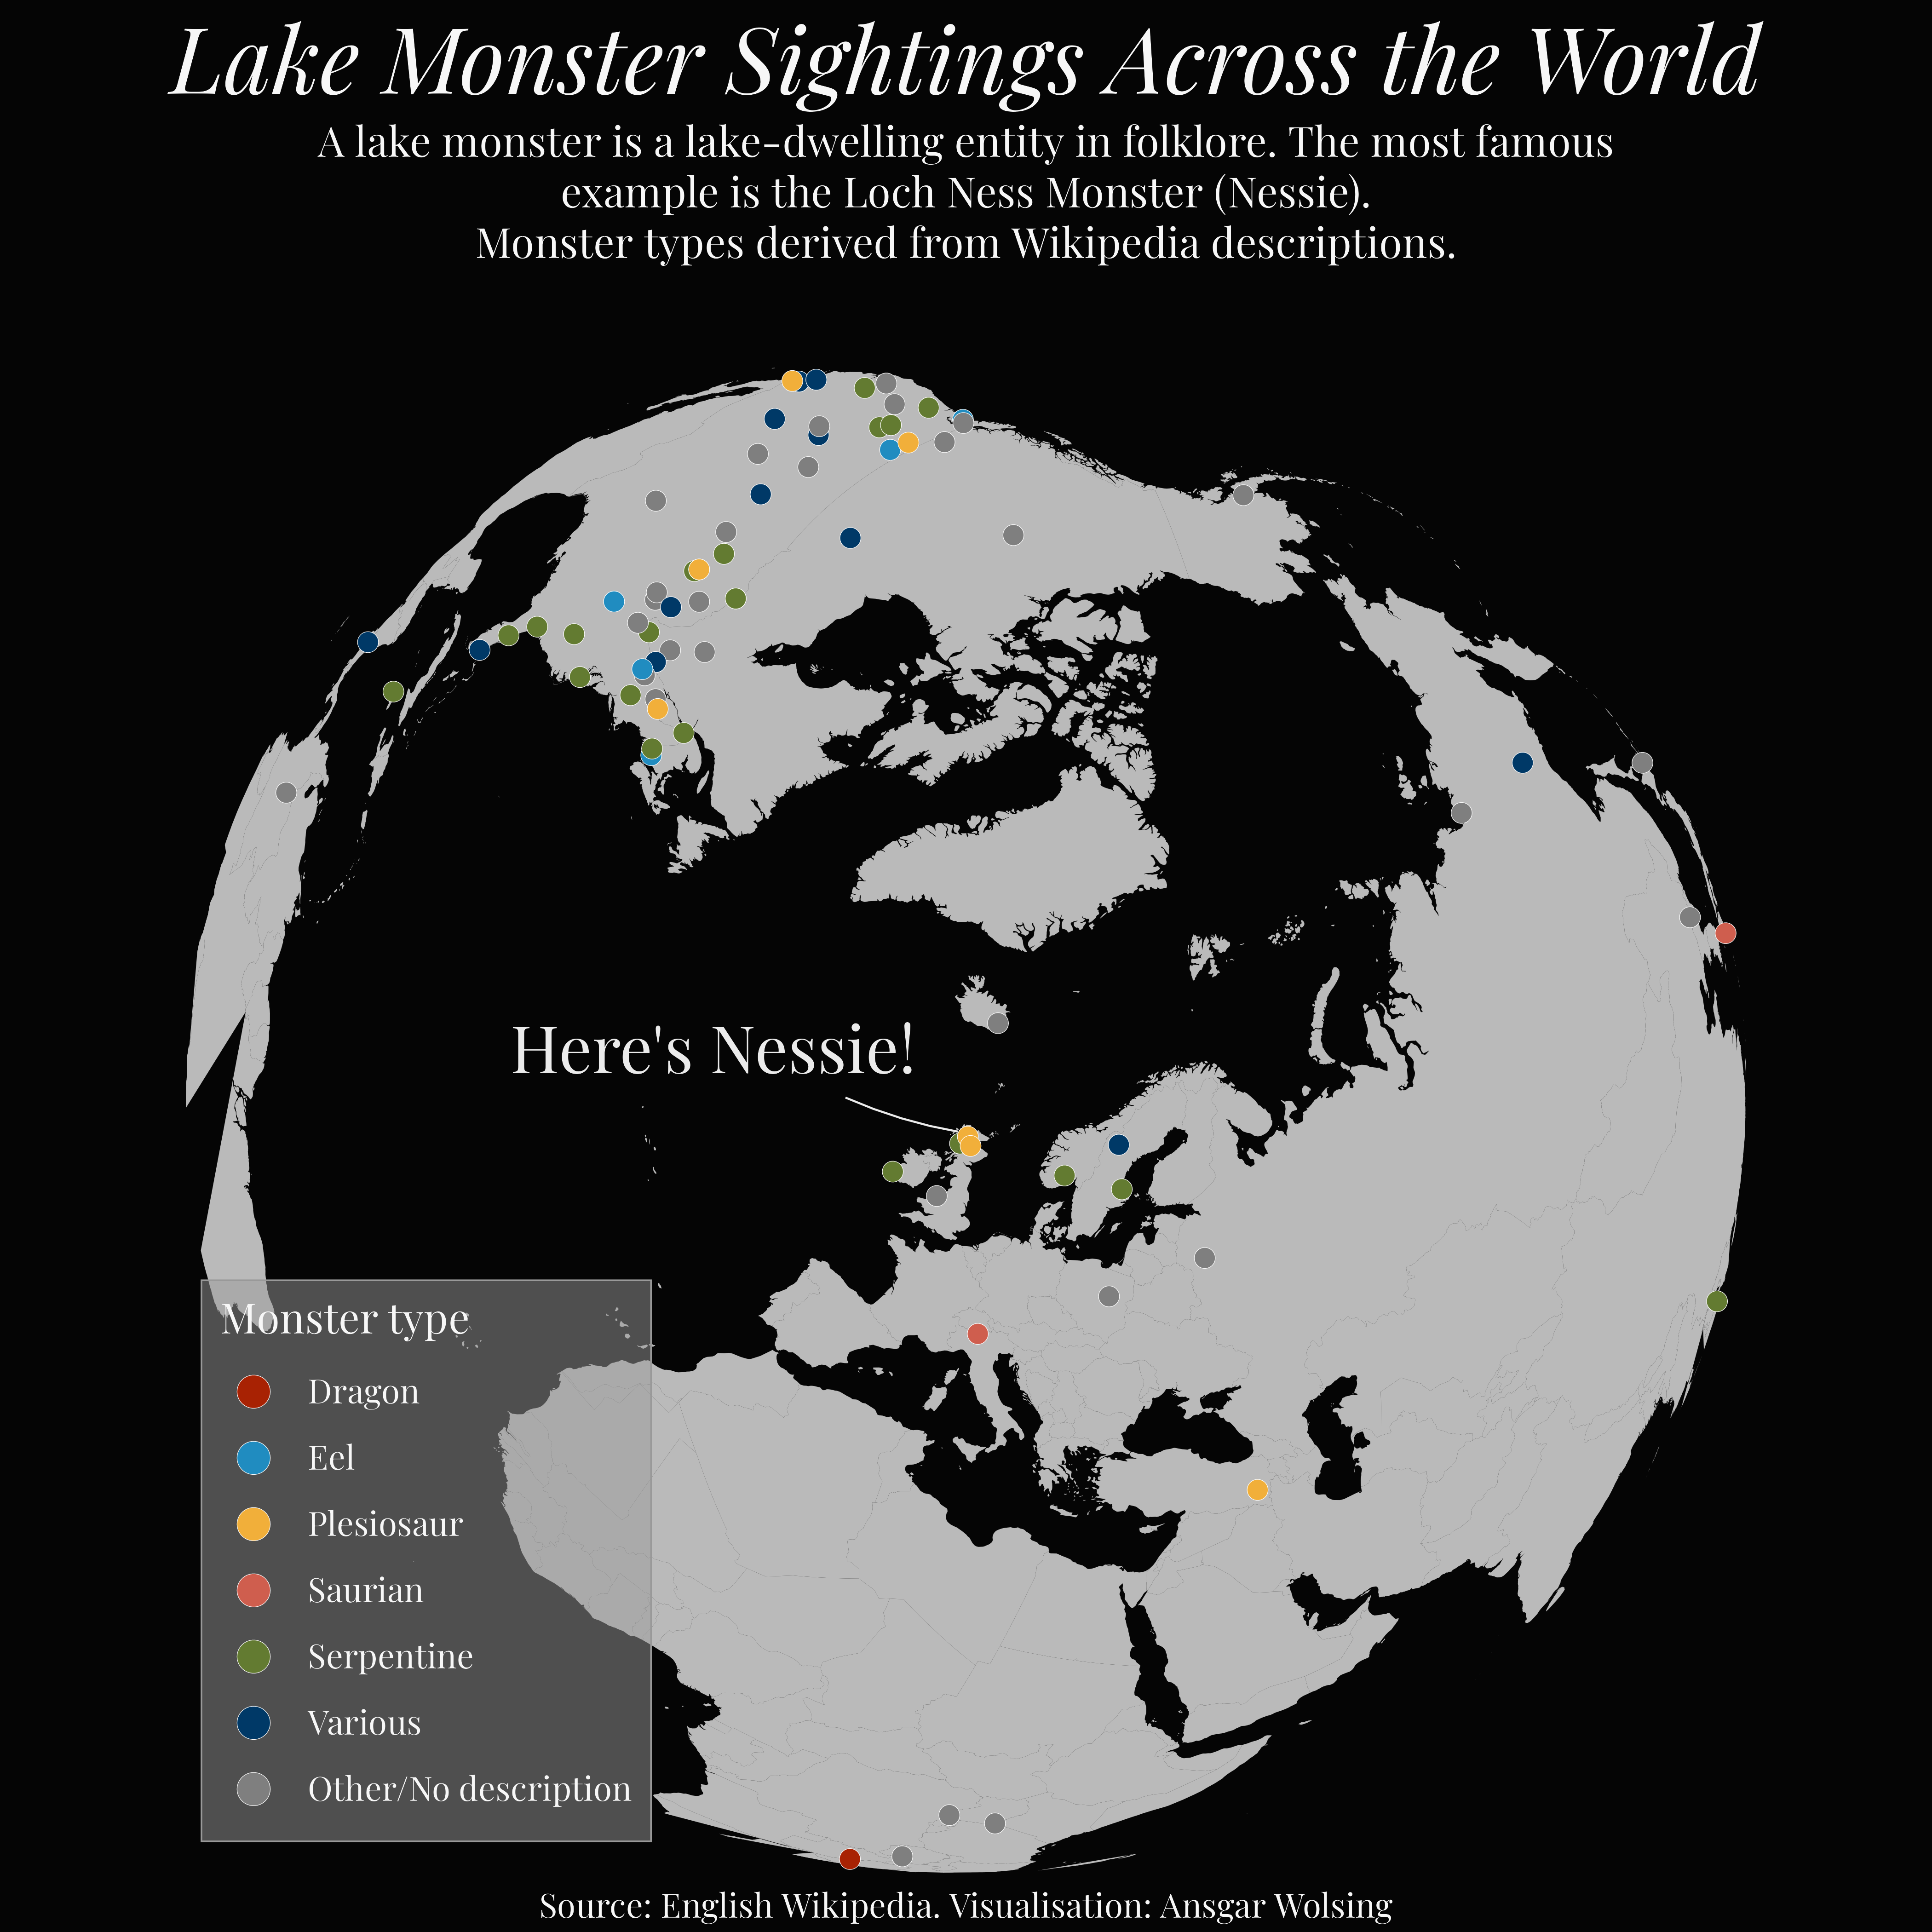 Lake Monster Sightings Across the World
A lake monster is a lake-dwelling entity in folklore. The most famous
example is the Loch Ness Monster (Nessie).
Monster types derived from Wikipedia descriptions.
Here's Nessie!
Monster type
Dragon
Eel
Plesiosaur
Saurian
Serpentine
Various
Other/No description
Source: English Wikipedia. Visualisation: Ansgar Wolsing